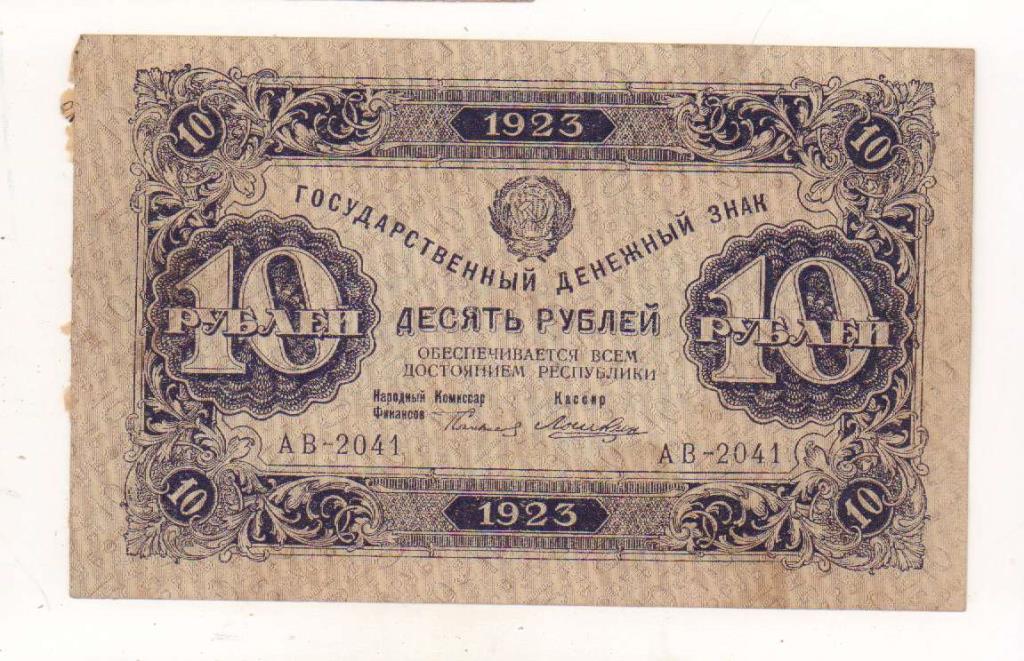 10
1923
10
ГОСУДАРСТВЕННЫЙ ДЕНЕЖНЫЙ ЗНАК
10
РУБЛЕЙ
ДЕСЯТЬ РУБЛЕЙ
10
РУБЛЕЙ
ОБЕСПЕЧИВАЕТСЯ ВСЕМ
ДОСТОЯНИЕМ РЕСПУБЛИКИ
Народный Комиссар
Финансов
Кассир
АВ-2041
АВ-2041
10
1923
10